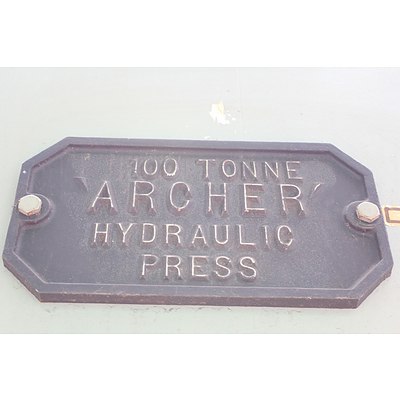 100 TONNE
'ARCHER'
HYDRAULIC
PRESS